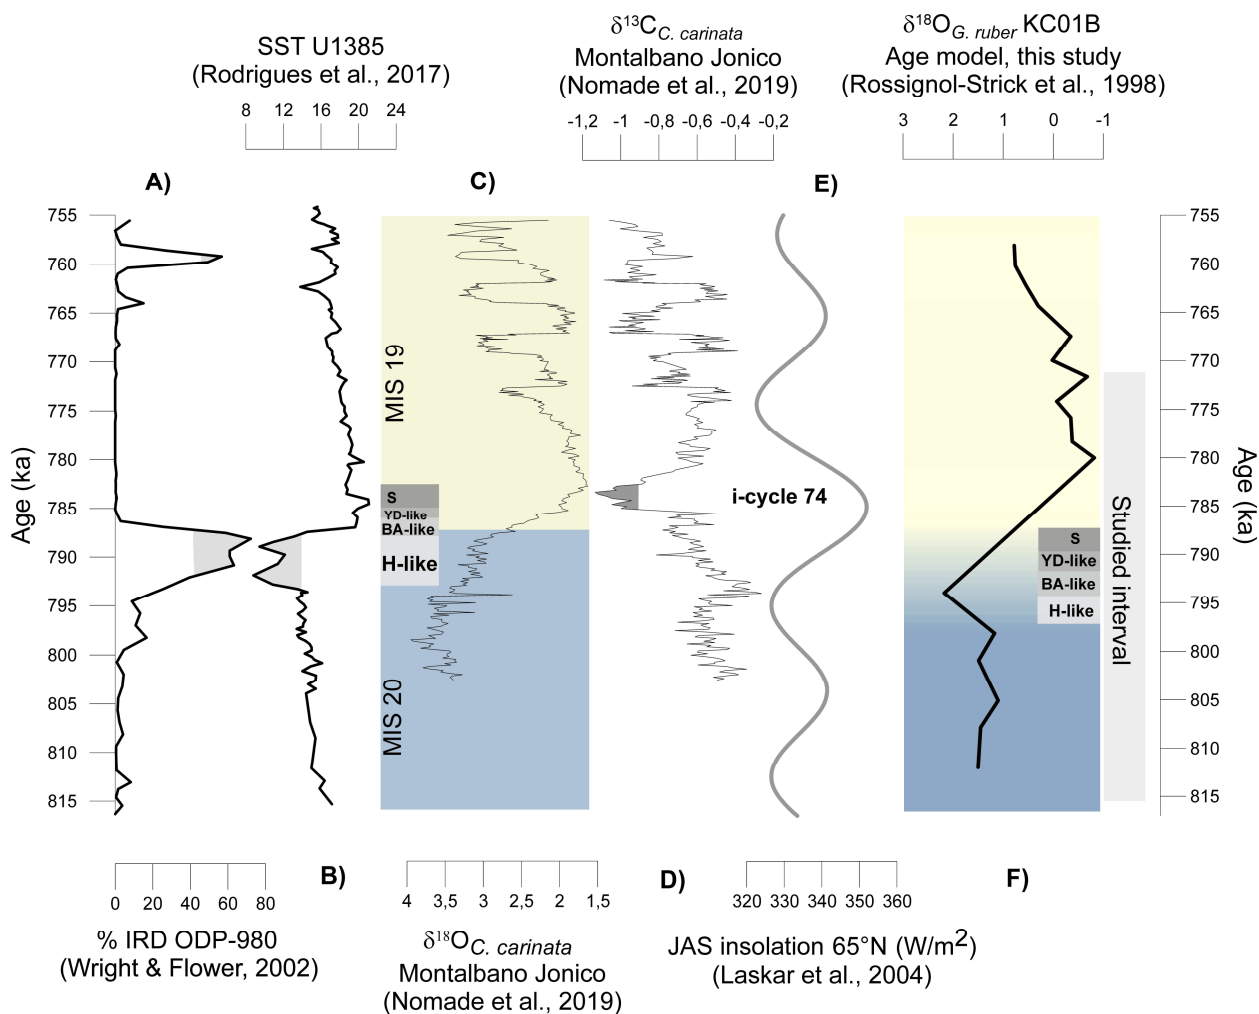 SST U1385
(Rodrigues et al., 2017)
8 12 16 20 24
δ13C C. carinata
Montalbano Jonico
(Nomade et al., 2019)
-1,2 -1 -0,8 -0,6 -0,4 -0,2
δ18O G. ruber KC01B
Age model, this study
(Rossignol-Strick et al., 1998)
3 2 1 0 -1
A)
C)
E)
Age (ka)
755
760
765
770
775
780
785
790
795
800
805
810
815
MIS 19
MIS 20
S
YD-like
BA-like
H-like
i-cycle 74
S
YD-like
BA-like
H-like
Studied interval
755
760
765
770
775
780
785
790
795
800
805
810
815
Age (ka)
B)
D)
F)
0 20 40 60 80
% IRD ODP-980
(Wright & Flower, 2002)
4 3,5 3 2,5 2 1,5
δ18O C. carinata
Montalbano Jonico
(Nomade et al., 2019)
320 330 340 350 360
JAS insolation 65°N (W/m2)
(Laskar et al., 2004)